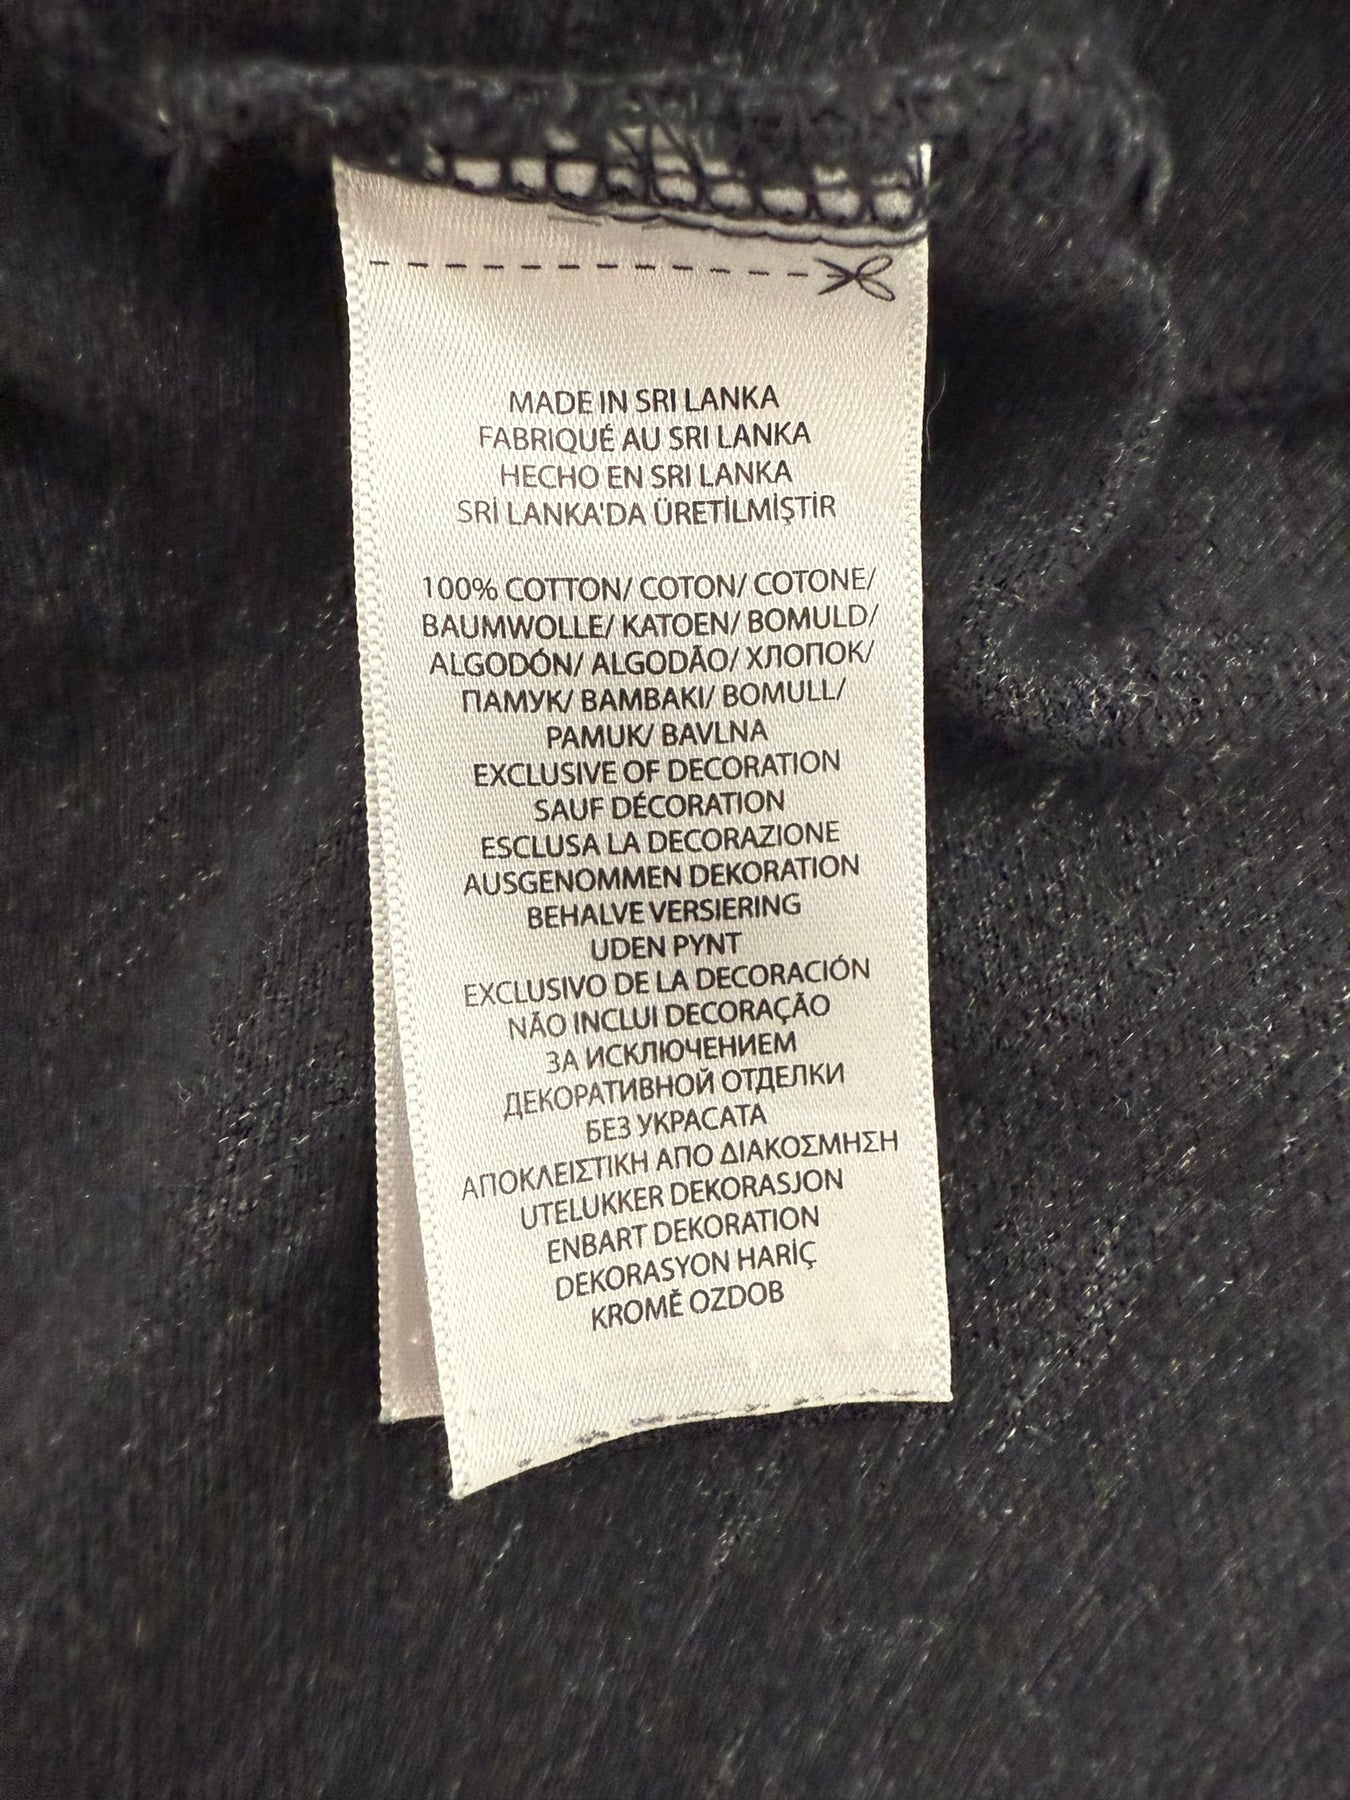 MADE IN SRI LANKA
FABRIQUÉ AU SRI LANKA
HECHO EN SRI LANKA
SRİ LANKA'DA ÜRETİLMİŞTİR
100% COTTON/ COTON/ COTONE/
BAUMWOLLE/ KATOEN/ BOMULD/
ALGODÓN/ ALGODÃO/ ХЛОПОК/
ПАМУК/ ΒΑΜΒΑΚΙ/ BOMULL/
PAMUK/ BAVLNA
EXCLUSIVE OF DECORATION
SAUF DÉCORATION
ESCLUSA LA DECORAZIONE
AUSGENOMMEN DEKORATION
BEHALVE VERSIERING
UDEN PYNT
EXCLUSIVO DE LA DECORACIÓN
NÃO INCLUI DECORAÇÃO
ЗА ИСКЛЮЧЕНИЕМ
ДЕКОРАТИВНОЙ ОТДЕЛКИ
БЕЗ УКРАСАТА
ΑΠΟΚΛΕΙΣΤΙΚΗ ΑΠΟ ΔΙΑΚΟΣΜΗΣΗ
UTELUKKER DEKORASJON
ENBART DEKORATION
DEKORASYON HARİÇ
KROMĚ OZDOB